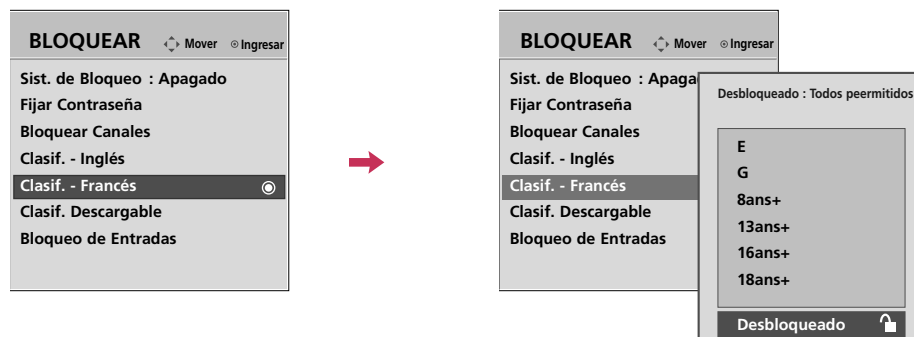 BLOQUEAR Mover Ingresar
Sist. de Bloqueo : Apagado
Fijar Contraseña
Bloquear Canales
Clasif. - Inglés
Clasif. - Francés
Clasif. Descargable
Bloqueo de Entradas
BLOQUEAR Mover Ingresar
Sist. de Bloqueo : Apaga
Fijar Contraseña
Bloquear Canales
Clasif. - Inglés
Clasif. - Francés
Clasif. Descargable
Bloqueo de Entradas
Desbloqueado : Todos peermitidos
E
G
8ans+
13ans+
16ans+
18ans+
Desbloqueado